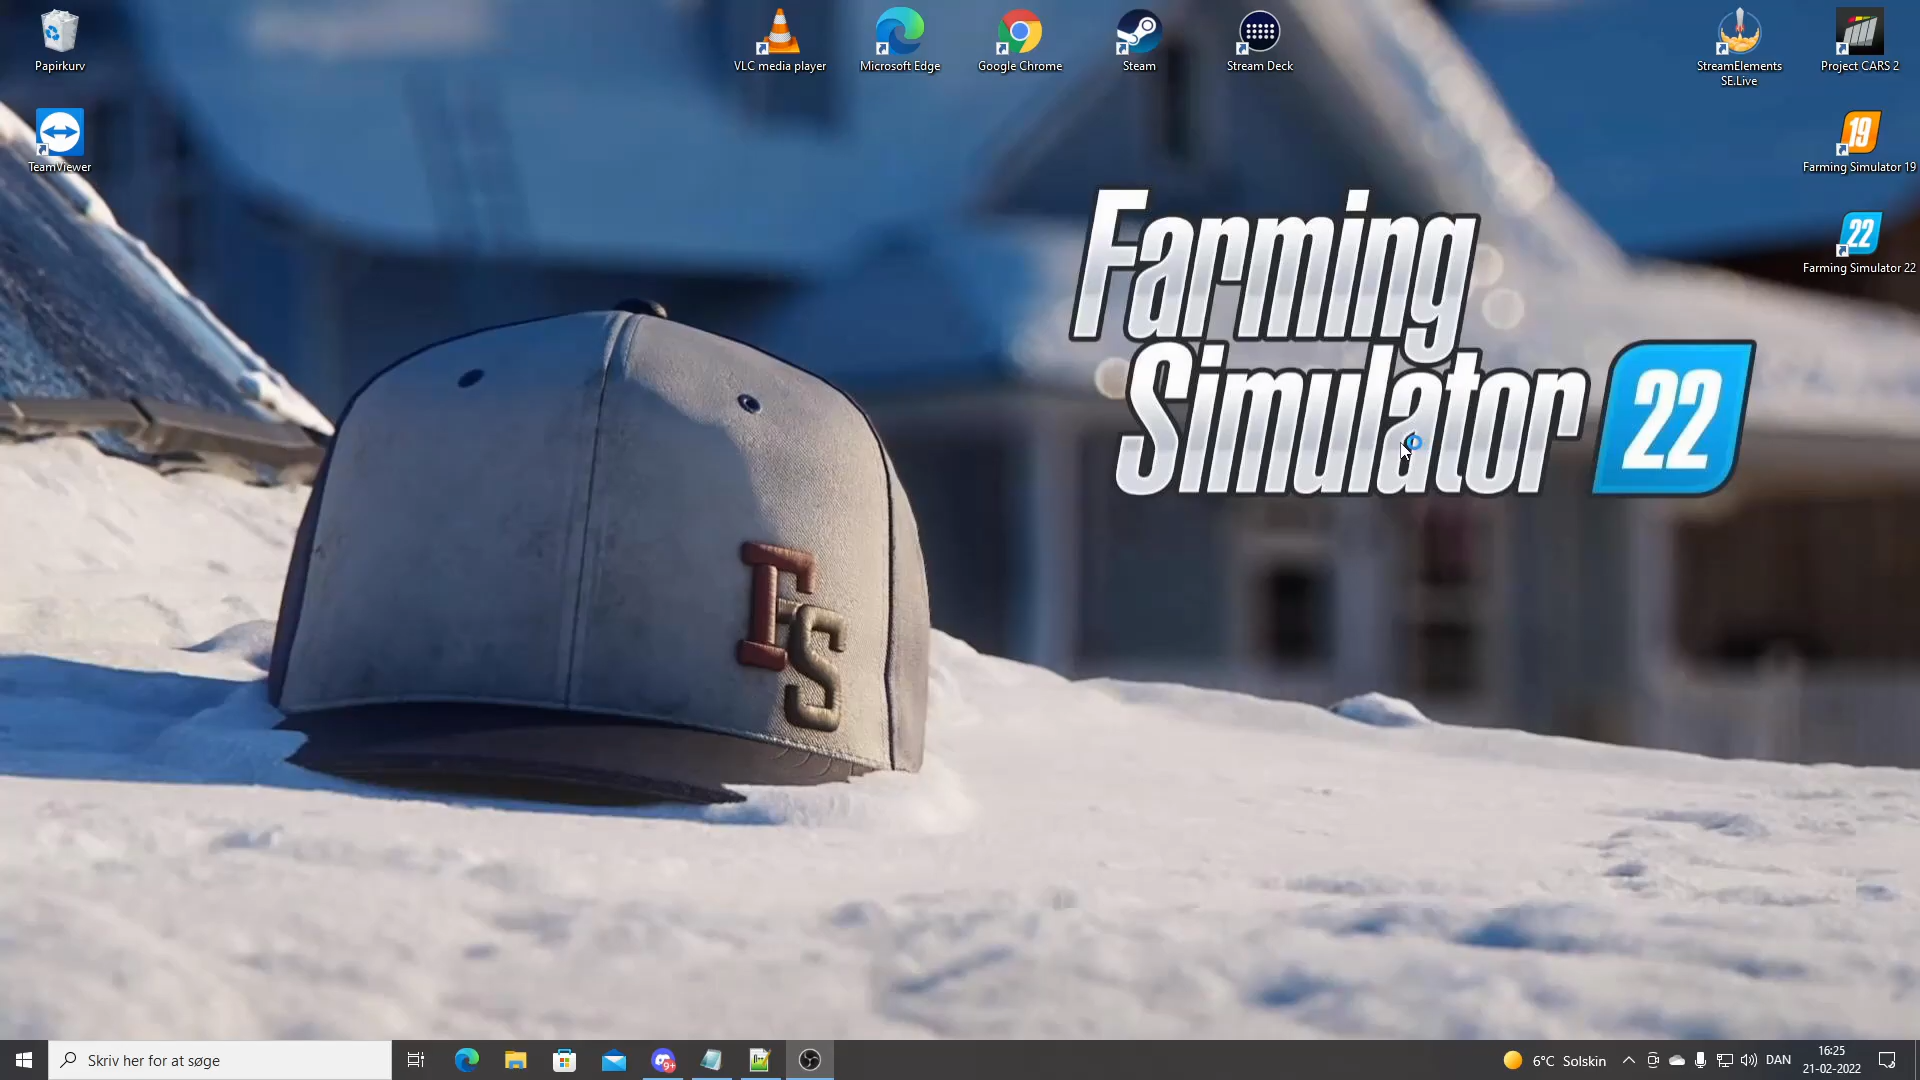 Papirkurv
VLC media player
Microsoft Edge
Google Chrome
Steam
Stream Deck
StreamElements
SE.Live
Project CARS 2
TeamViewer
19
Farming Simulator 19
22
Farming Simulator 22
Farming
Simulator 22
FS
Skriv her for at søge
9+
6°C Solskin
DAN
16:25
21-02-2022